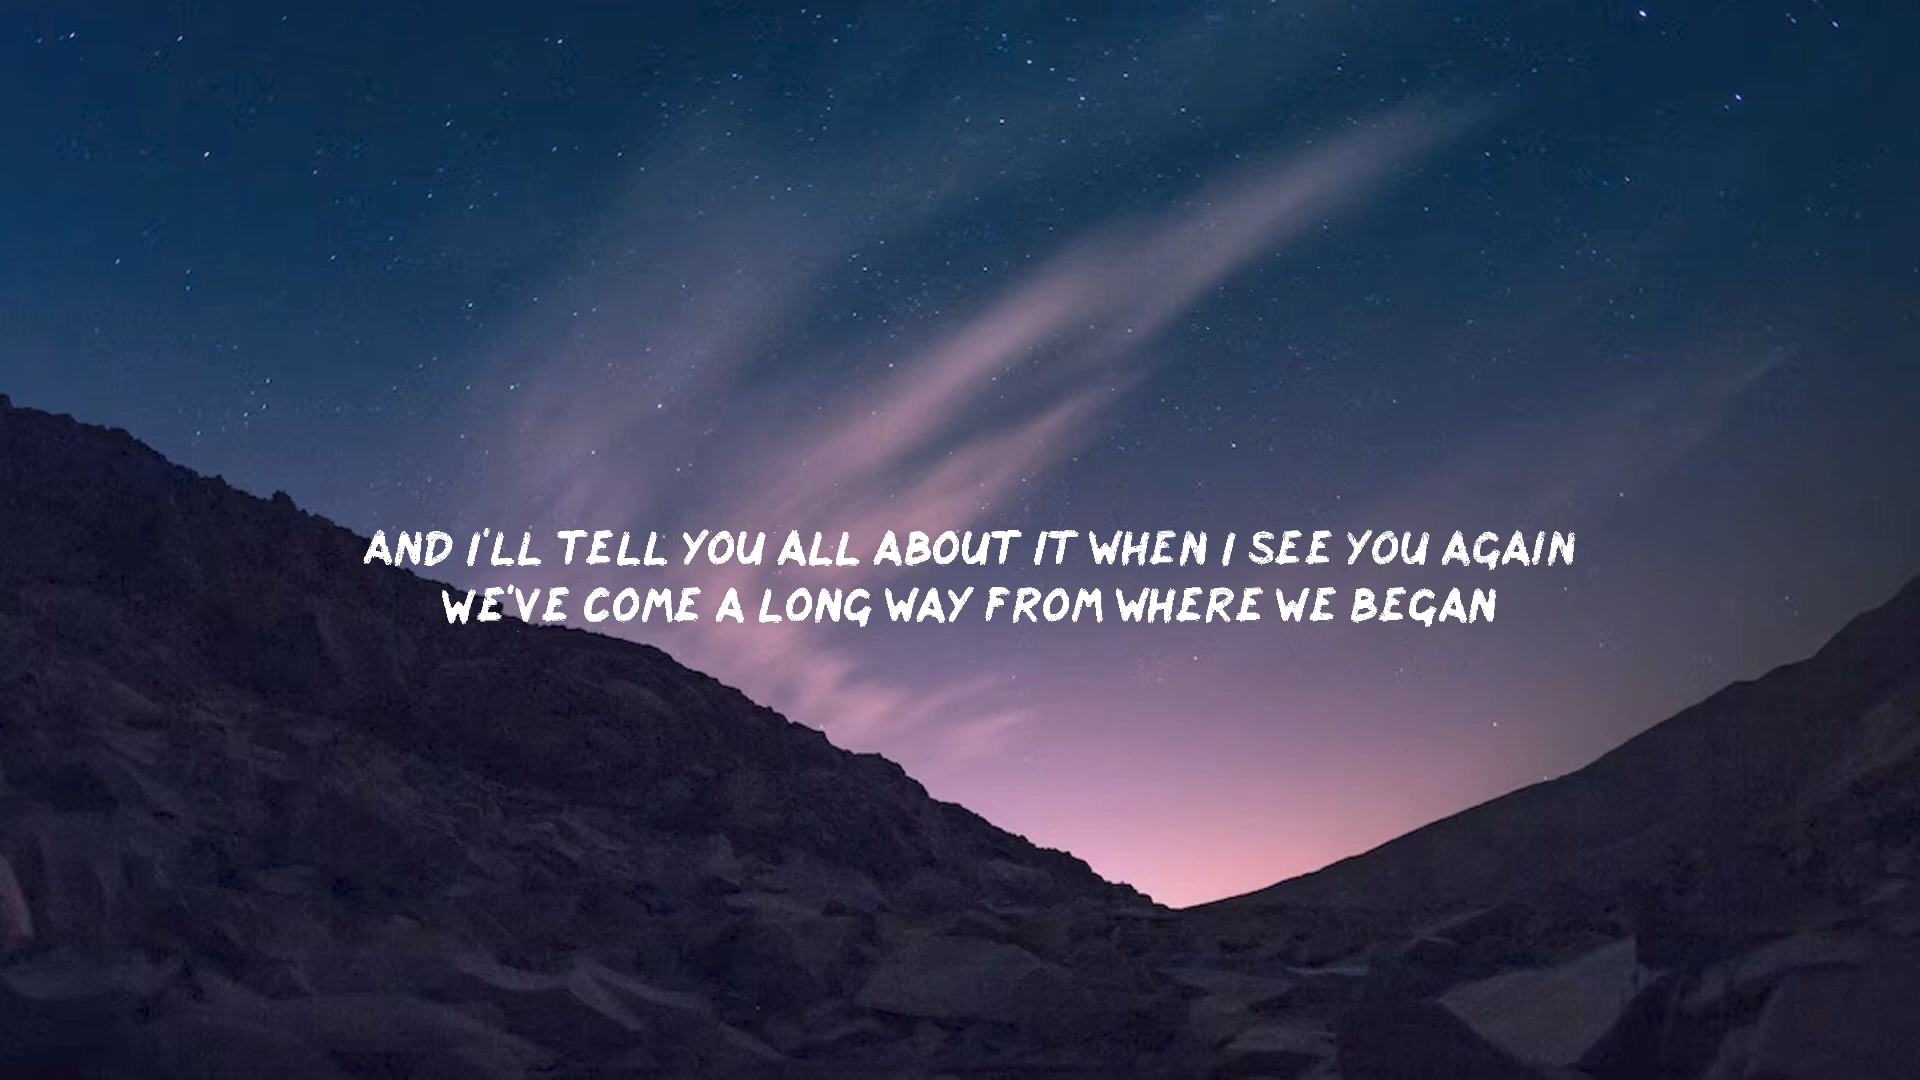 AND I'LL TELL YOU ALL ABOUT IT WHEN I SEE YOU AGAIN
WE'VE COME A LONG WAY FROM WHERE WE BEGAN